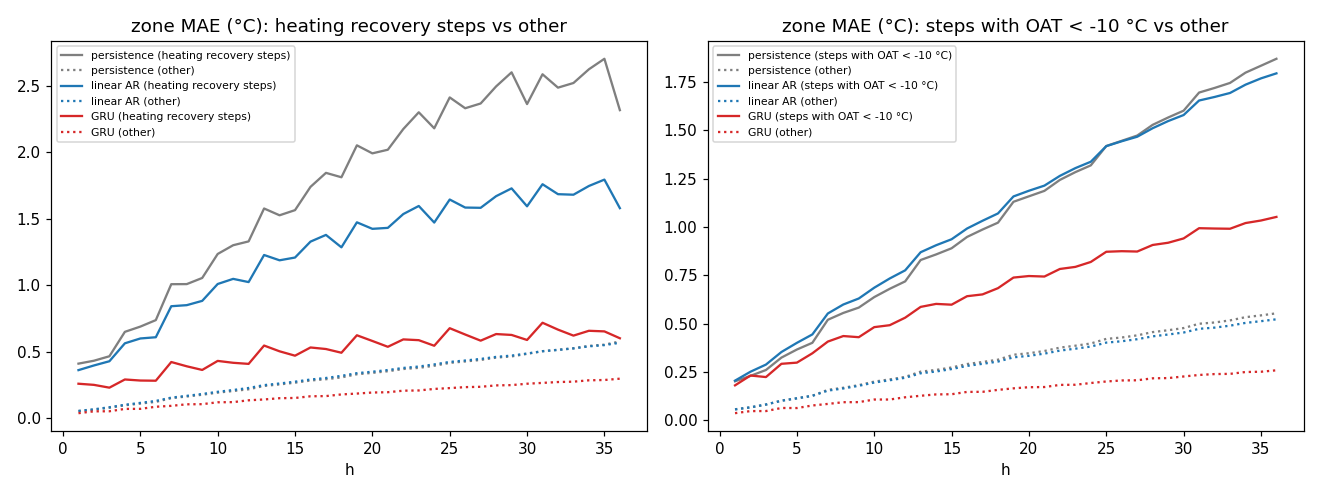 zone MAE (°C): heating recovery steps vs other
persistence (heating recovery steps)
persistence (other)
linear AR (heating recovery steps)
linear AR (other)
GRU (heating recovery steps)
GRU (other)
2.5
2.0
1.5
1.0
0.5
0.0
0 5 10 15 20 25 30 35
h
zone MAE (°C): steps with OAT < -10 °C vs other
persistence (steps with OAT < -10 °C)
persistence (other)
linear AR (steps with OAT < -10 °C)
linear AR (other)
GRU (steps with OAT < -10 °C)
GRU (other)
1.75
1.50
1.25
1.00
0.75
0.50
0.25
0.00
0 5 10 15 20 25 30 35
h